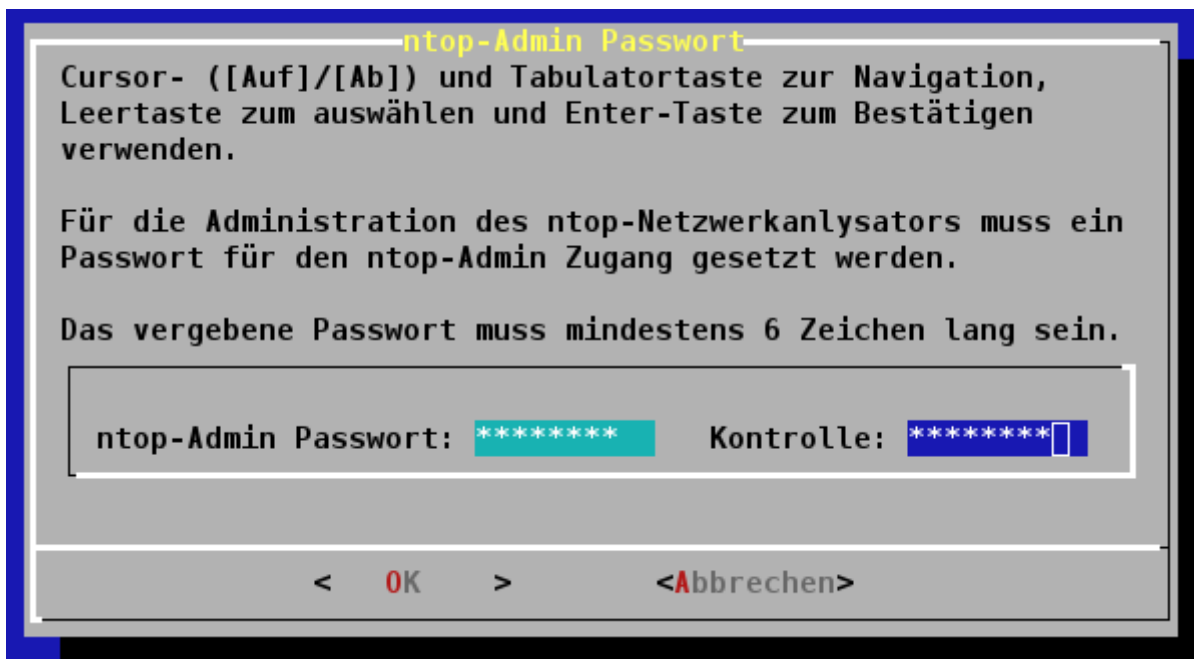 ntop-Admin Passwort
Cursor- ([Auf]/[Ab]) und Tabulatortaste zur Navigation,
Leertaste zum auswählen und Enter-Taste zum Bestätigen
verwenden.
Für die Administration des ntop-Netzwerkanlysators muss ein
Passwort für den ntop-Admin Zugang gesetzt werden.
Das vergebene Passwort muss mindestens 6 Zeichen lang sein.
ntop-Admin Passwort: ******** Kontrolle: ********
< OK > <Abbrechen>